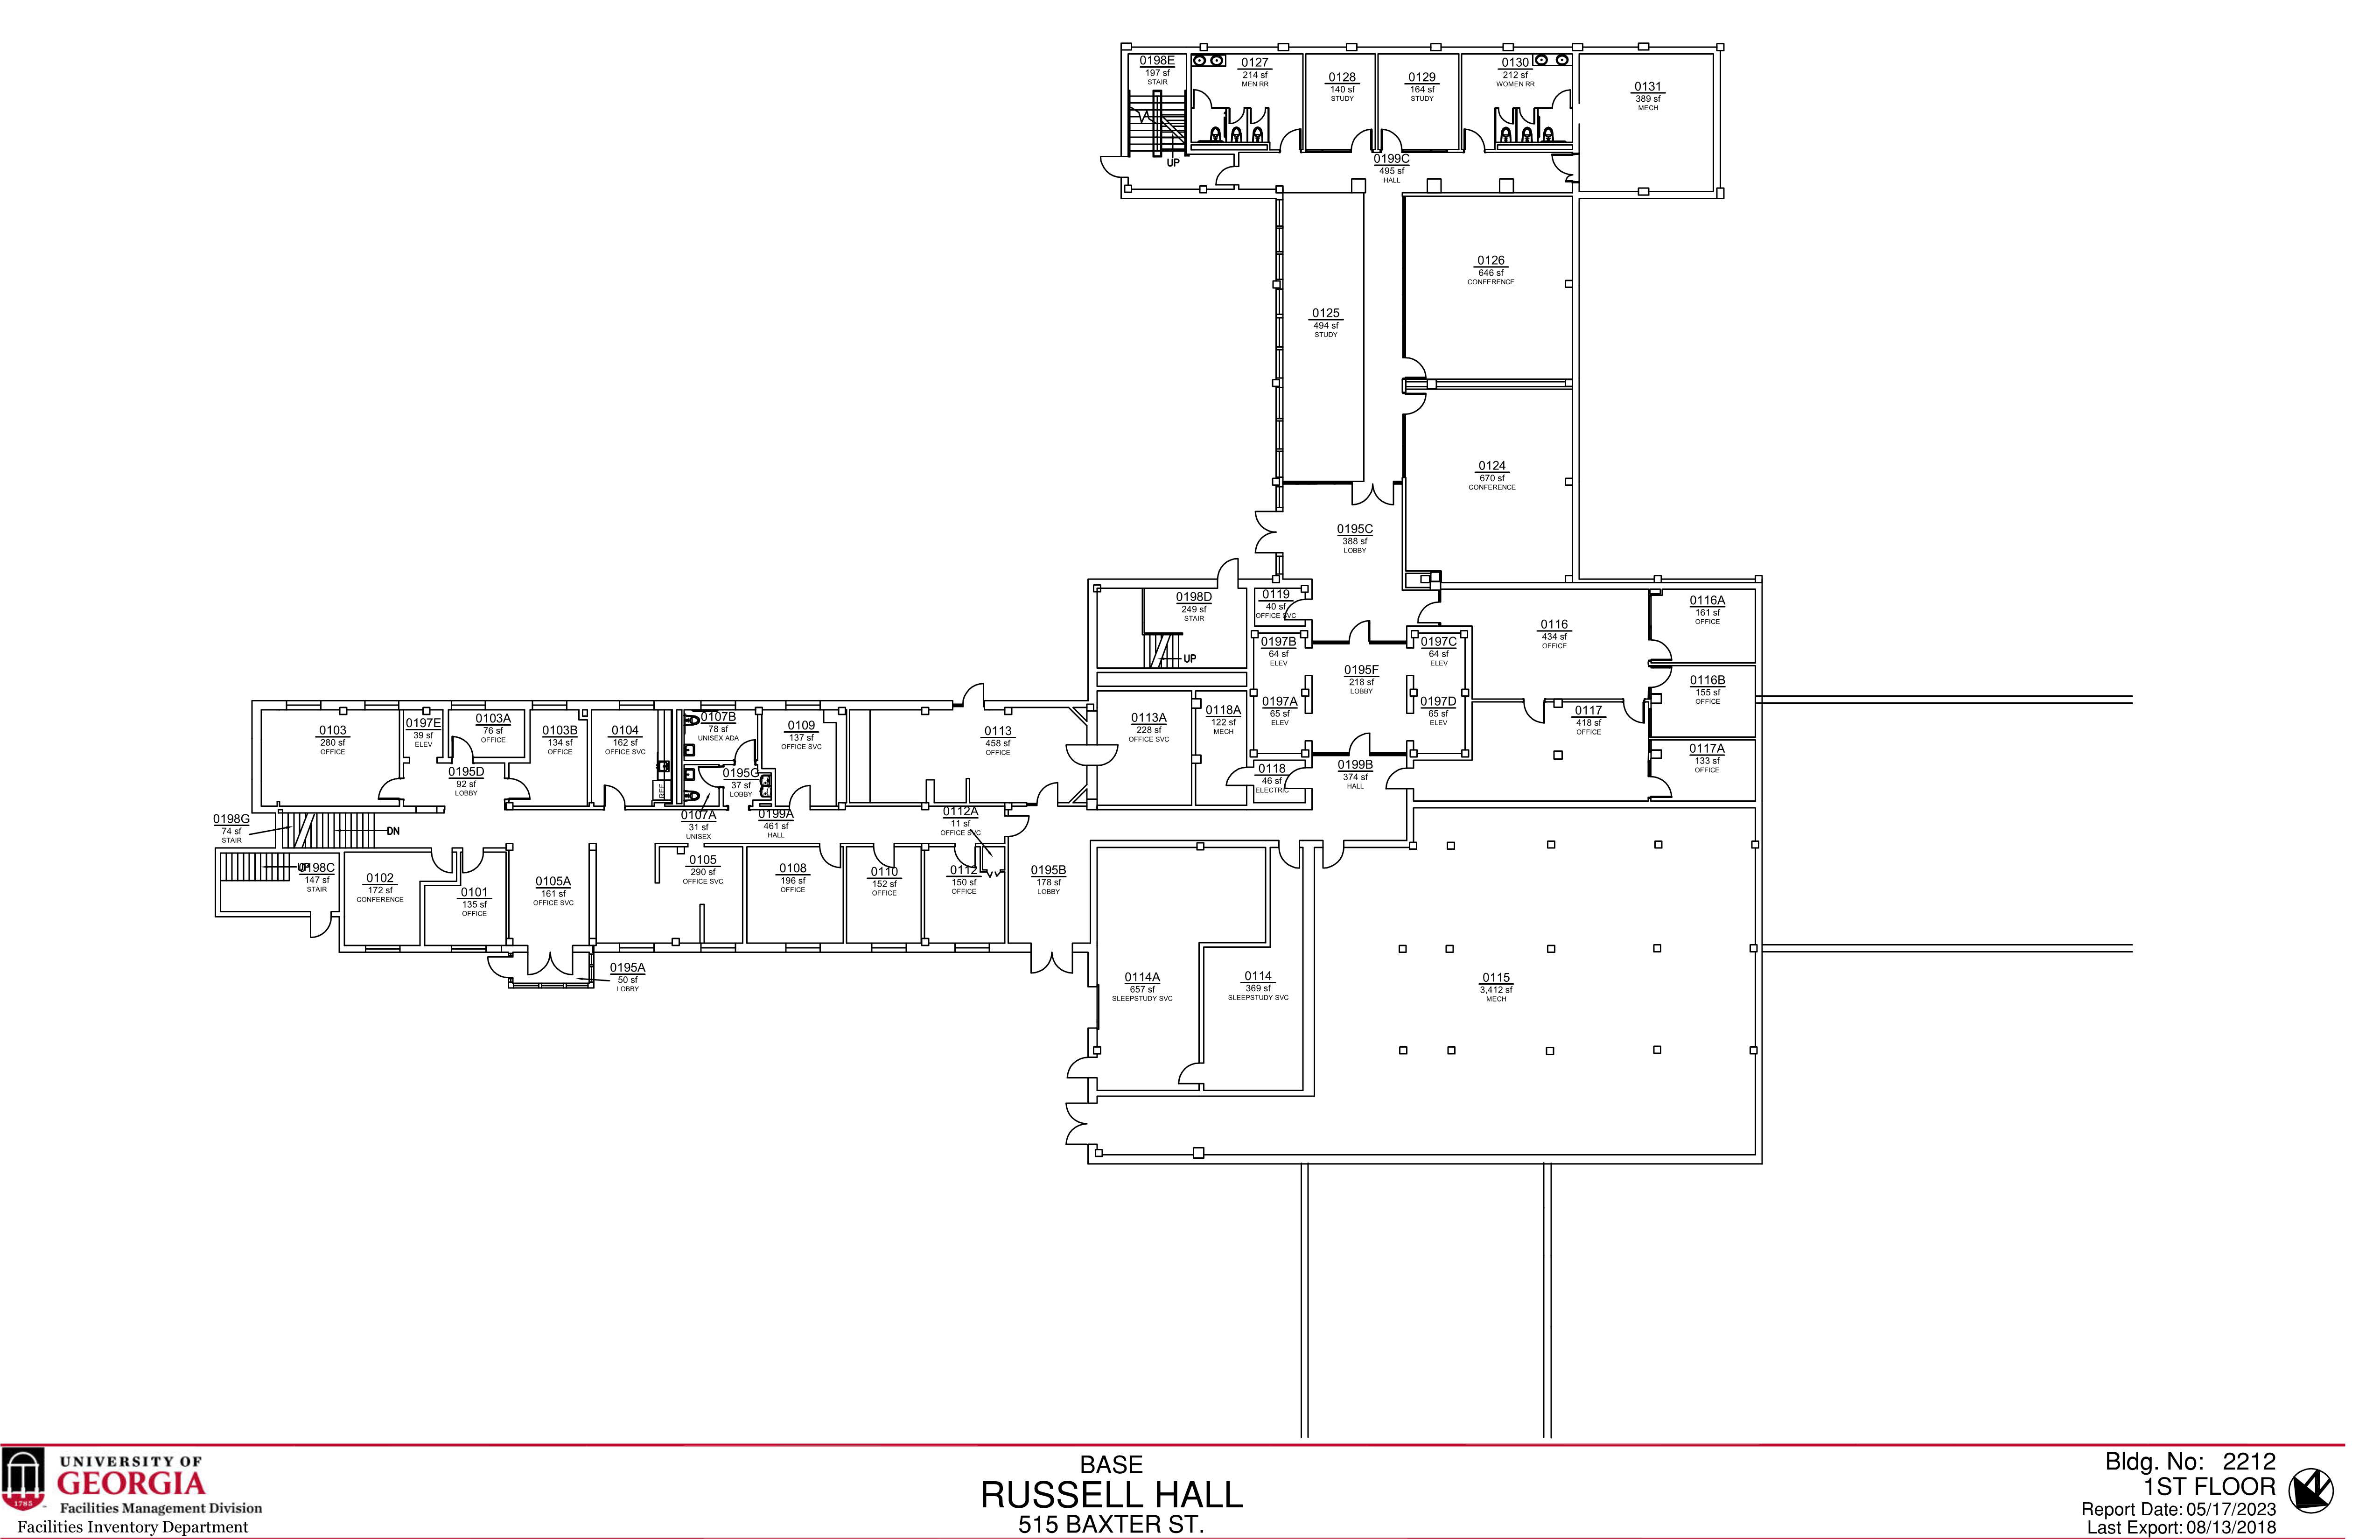 0198E
197 sf
STAIR
0127
214 sf
MEN RR
0128
140 sf
STUDY
0129
164 sf
STUDY
0130
212 sf
WOMEN RR
0131
389 sf
MECH
UP
0199C
495 sf
HALL
0126
646 sf
CONFERENCE
0125
494 sf
STUDY
0124
670 sf
CONFERENCE
0195C
388 sf
LOBBY
0198D
249 sf
STAIR
UP
0119
40 sf
OFFICE SVC
0116
434 sf
OFFICE
0116A
161 sf
OFFICE
0197B
64 sf
ELEV
0195F
218 sf
LOBBY
0197C
64 sf
ELEV
0116B
155 sf
OFFICE
0197A
65 sf
ELEV
0197D
65 sf
ELEV
0117
418 sf
OFFICE
0117A
133 sf
OFFICE
0103
280 sf
OFFICE
0197E
39 sf
ELEV
0103A
76 sf
OFFICE
0103B
134 sf
OFFICE
0104
162 sf
OFFICE SVC
REF
0107B
78 sf
UNISEX ADA
0109
137 sf
OFFICE SVC
0113
458 sf
OFFICE
0113A
228 sf
OFFICE SVC
0118A
122 sf
MECH
0195D
92 sf
LOBBY
0195G
37 sf
LOBBY
0118
46 sf
ELECTRIC
0199B
374 sf
HALL
0198G
74 sf
STAIR
DN
0107A
31 sf
UNISEX
0199A
461 sf
HALL
0112A
11 sf
OFFICE SVC
UP
0198C
147 sf
STAIR
0102
172 sf
CONFERENCE
0101
135 sf
OFFICE
0105A
161 sf
OFFICE SVC
0105
290 sf
OFFICE SVC
0108
196 sf
OFFICE
0110
152 sf
OFFICE
0112
150 sf
OFFICE
0195B
178 sf
LOBBY
0195A
50 sf
LOBBY
0114A
657 sf
SLEEPSTUDY SVC
0114
369 sf
SLEEPSTUDY SVC
0115
3,412 sf
MECH
UNIVERSITY OF
GEORGIA
1785
Facilities Management Division
Facilities Inventory Department
BASE
RUSSELL HALL
515 BAXTER ST.
Bldg. No: 2212
1ST FLOOR
Report Date: 05/17/2023
Last Export: 08/13/2018